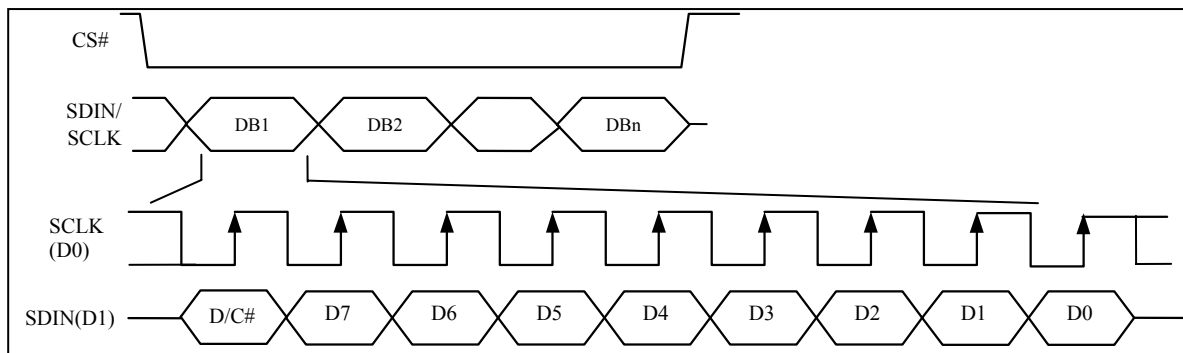 CS#
SDIN/
SCLK
DB1 DB2 DBn
SCLK
(D0)
SDIN(D1) D/C# D7 D6 D5 D4 D3 D2 D1 D0